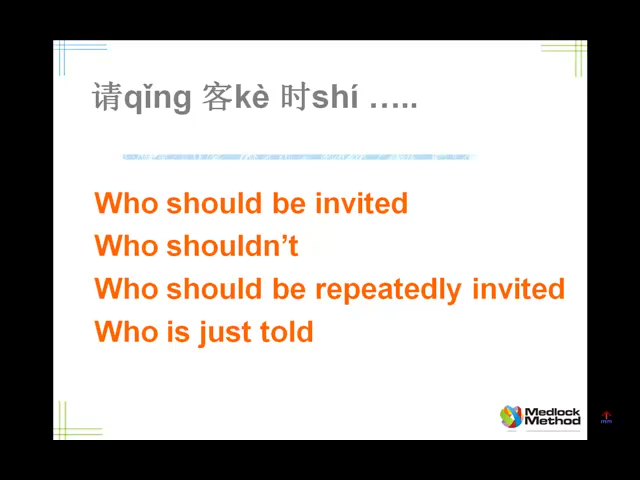 请qǐng 客kè 时shí …..
Who should be invited
Who shouldn’t
Who should be repeatedly invited
Who is just told
Medlock
Method